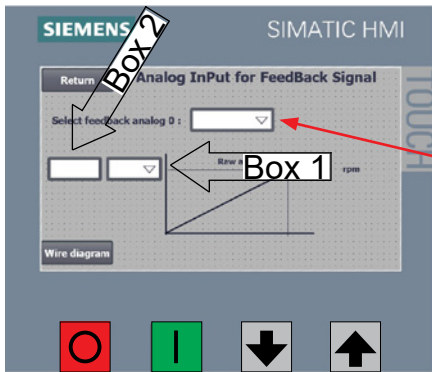 SIEMENS
SIMATIC HMI
TOUCH
Box 2
Return
Analog InPut for FeedBack Signal
Select feedback analog 0 :
Box 1
Raw
rpm
Wire diagram